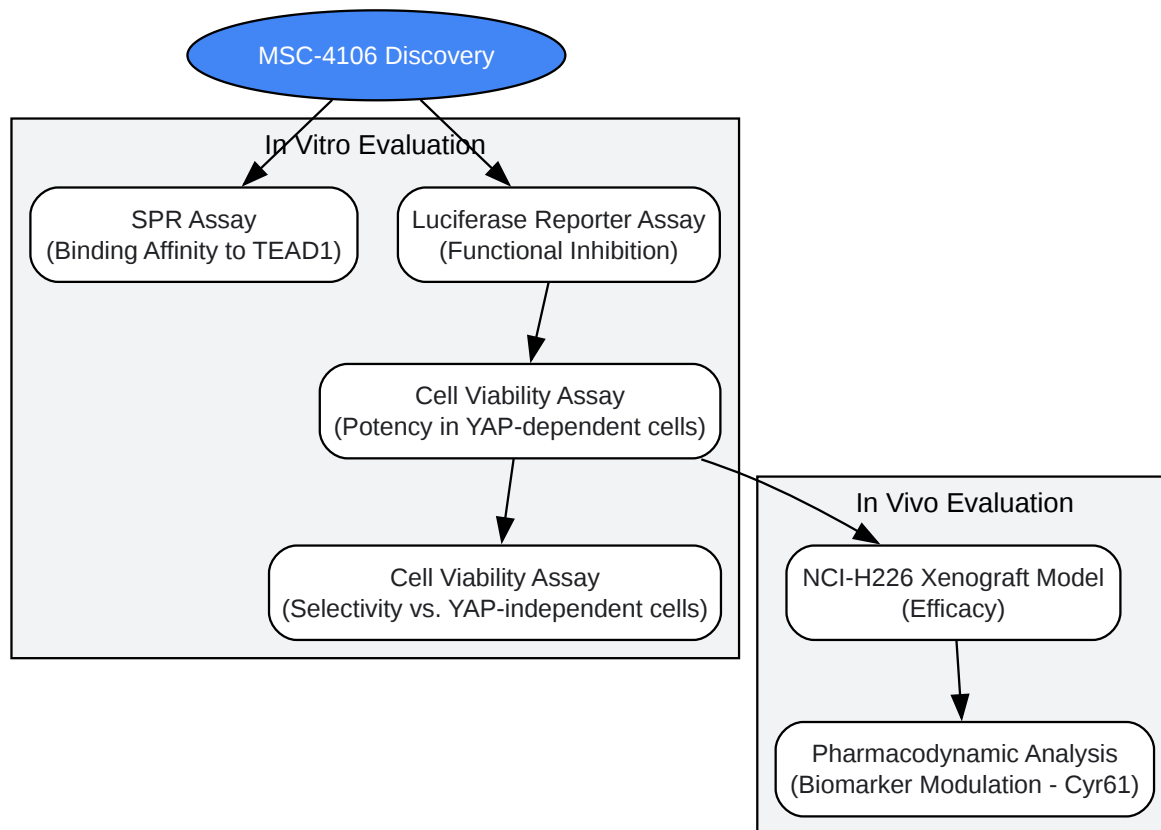 MSC-4106 Discovery
In Vitro Evaluation
SPR Assay
(Binding Affinity to TEAD1)
Luciferase Reporter Assay
(Functional Inhibition)
Cell Viability Assay
(Potency in YAP-dependent cells)
Cell Viability Assay
(Selectivity vs. YAP-independent cells)
In Vivo Evaluation
NCI-H226 Xenograft Model
(Efficacy)
Pharmacodynamic Analysis
(Biomarker Modulation - Cyr61)